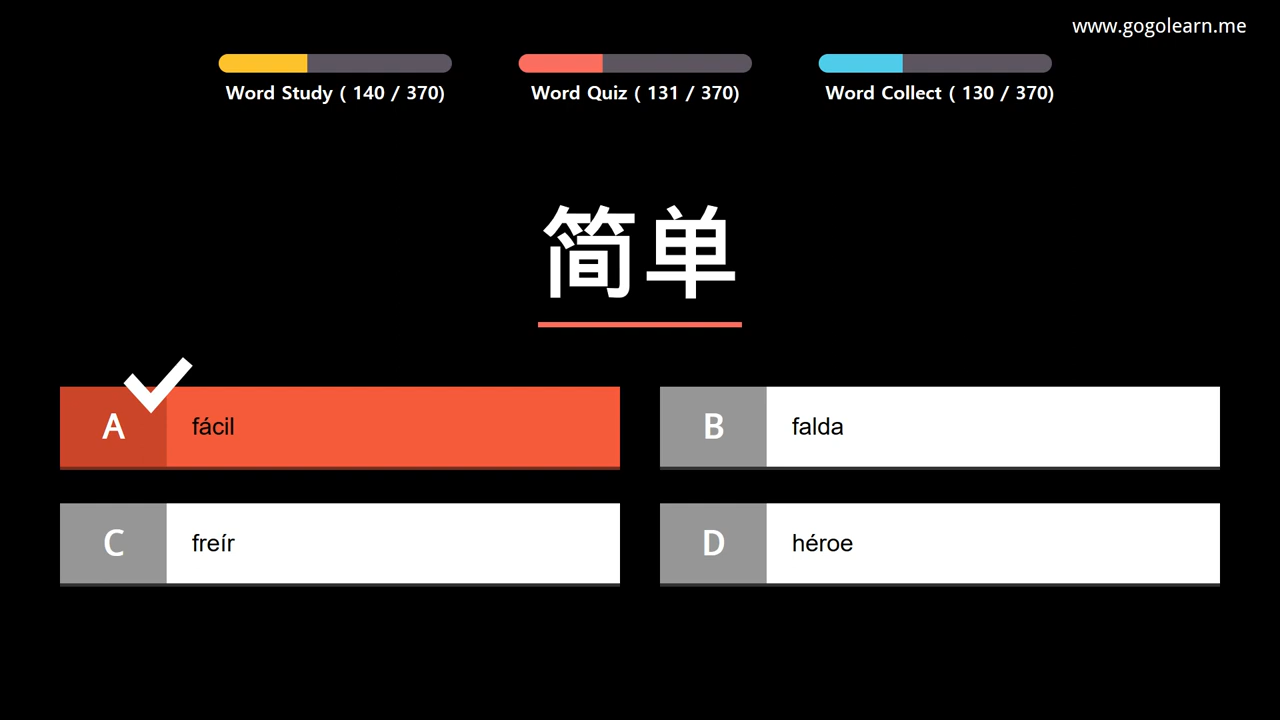 www.gogolearn.me
Word Study ( 140 / 370)
Word Quiz ( 131 / 370)
Word Collect ( 130 / 370)
简单
A fácil
B falda
C freír
D héroe